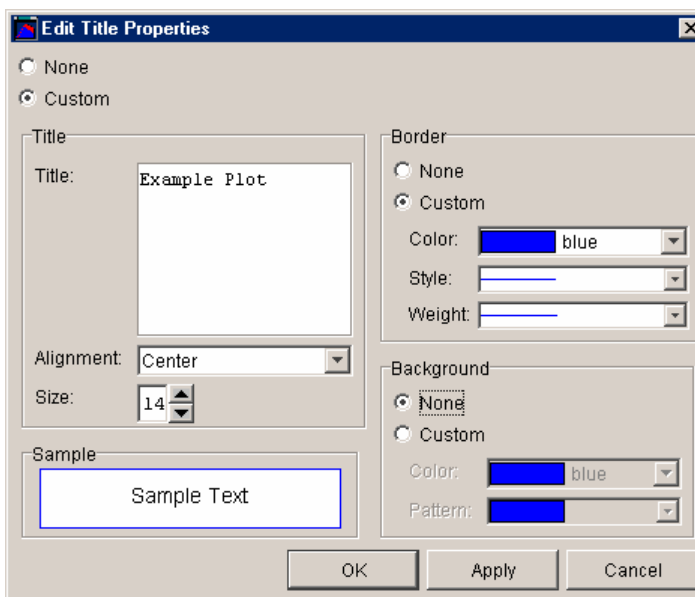 Edit Title Properties
None
Custom
Title
Title:
Example Plot
Alignment:
Center
Size:
14
Sample
Sample Text
Border
None
Custom
Color:
blue
Style:
Weight:
Background
None
Custom
Color:
blue
Pattern:
OK
Apply
Cancel